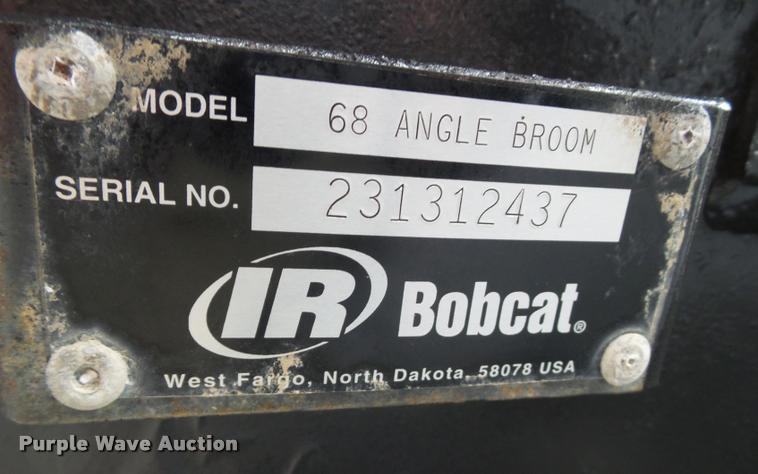 MODEL 68 ANGLE BROOM
SERIAL NO. 231312437
IR Bobcat®
West Fargo, North Dakota, 58078 USA
Purple Wave Auction